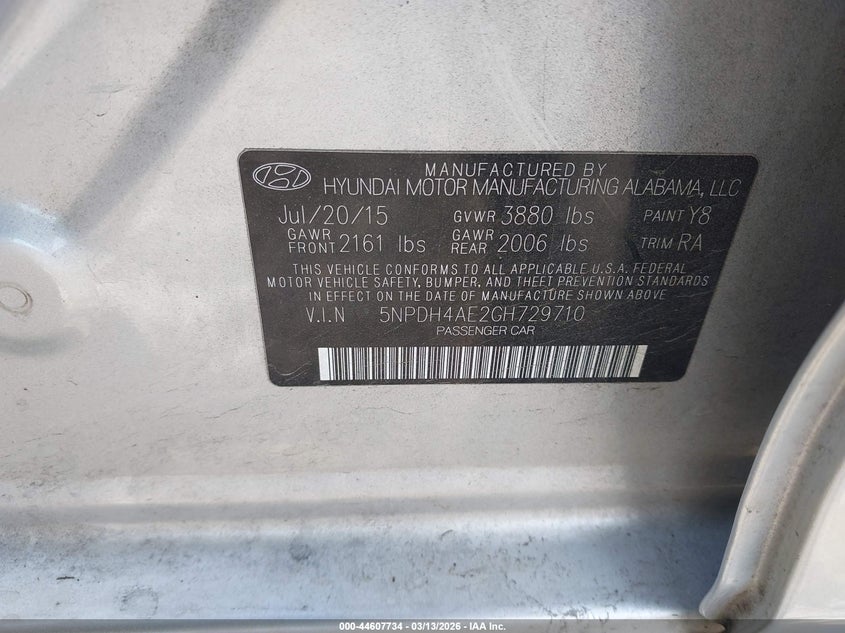 MANUFACTURED BY
HYUNDAI MOTOR MANUFACTURING ALABAMA, LLC
Jul/20/15 GVWR 3880 lbs PAINT Y8
GAWR FRONT 2161 lbs GAWR REAR 2006 lbs TRIM RA
THIS VEHICLE CONFORMS TO ALL APPLICABLE U.S.A. FEDERAL
MOTOR VEHICLE SAFETY, BUMPER, AND THEFT PREVENTION STANDARDS
IN EFFECT ON THE DATE OF MANUFACTURE SHOWN ABOVE
V.I.N 5NPDH4AE2GH729710
PASSENGER CAR
000-44607734 — 03/13/2026 — IAA Inc.